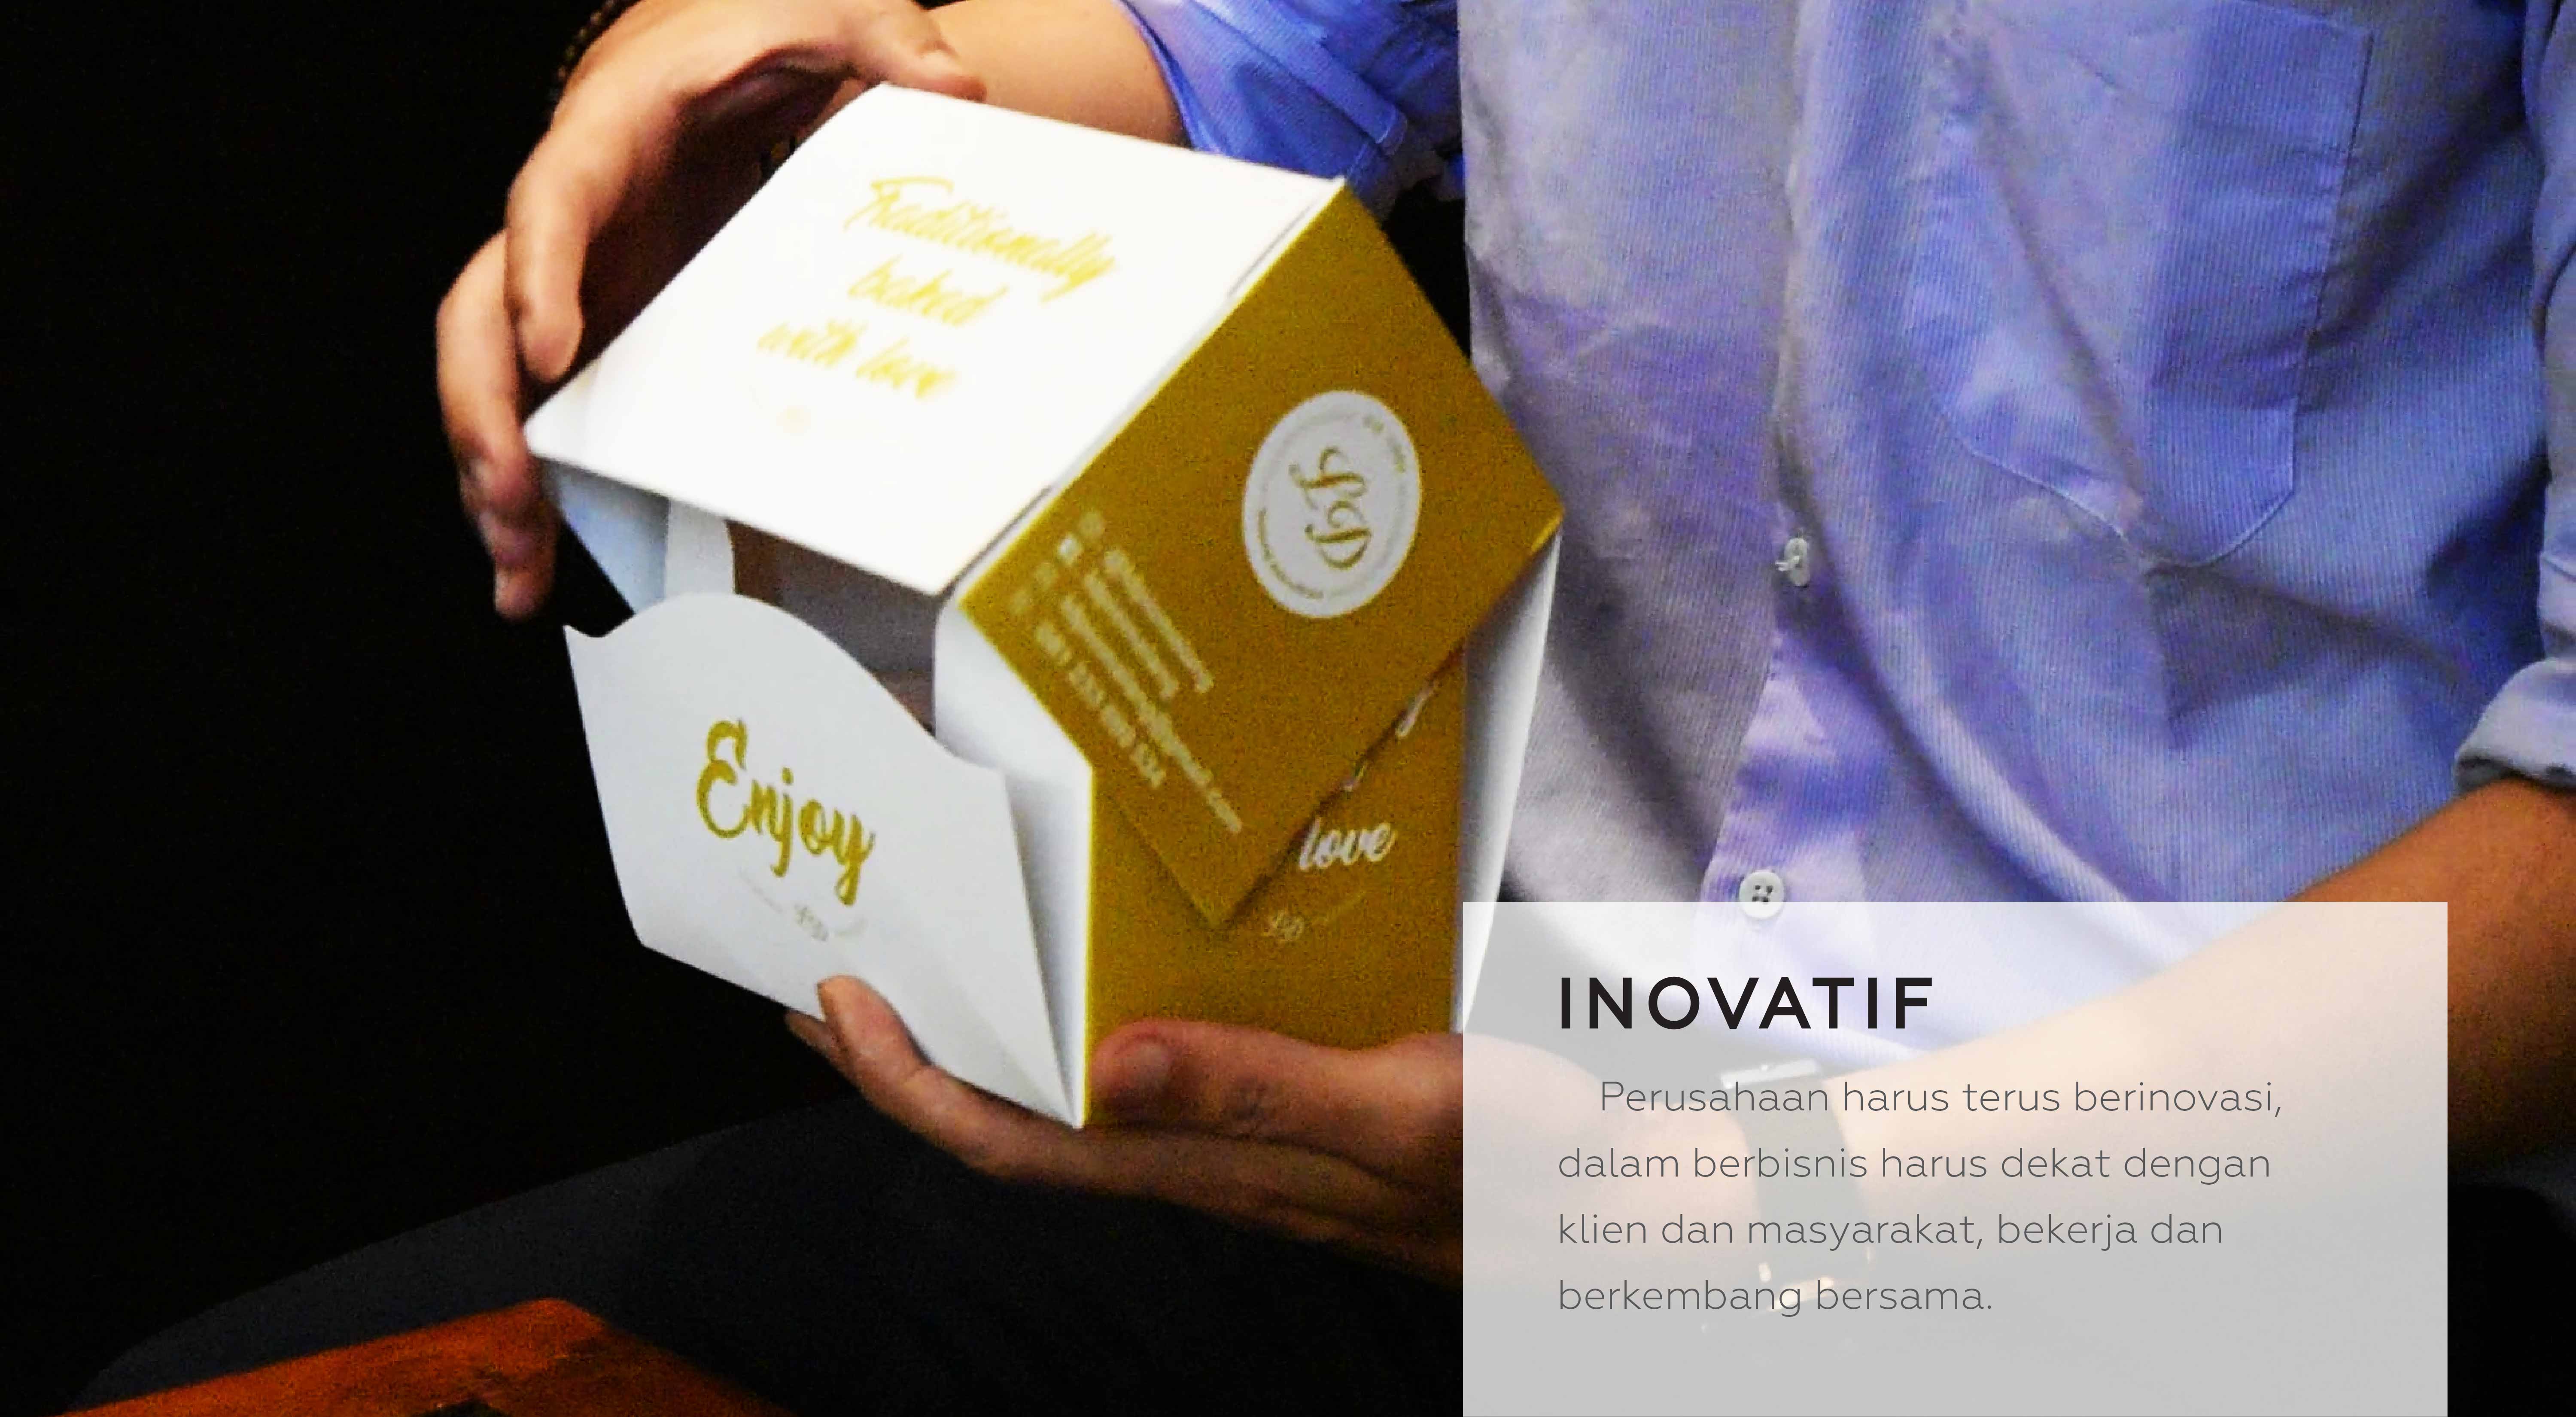 Traditionally
baked
with love
Enjoy
love
INOVATIF
Perusahaan harus terus berinovasi,
dalam berbisnis harus dekat dengan
klien dan masyarakat, bekerja dan
berkembang bersama.